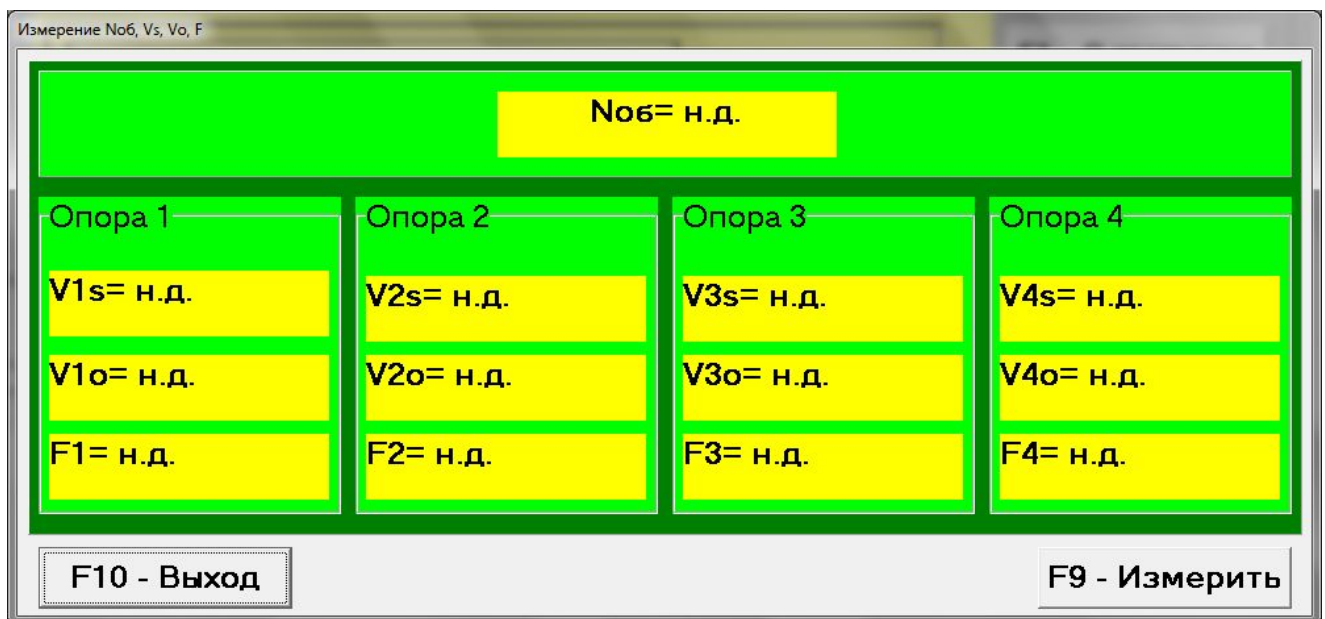 Измерение Nоб, Vs, Vo, F
Nоб= н.д.
Опора 1
Опора 2
Опора 3
Опора 4
V1s= н.д.
V2s= н.д.
V3s= н.д.
V4s= н.д.
V1o= н.д.
V2o= н.д.
V3o= н.д.
V4o= н.д.
F1= н.д.
F2= н.д.
F3= н.д.
F4= н.д.
F10 - Выход
F9 - Измерить